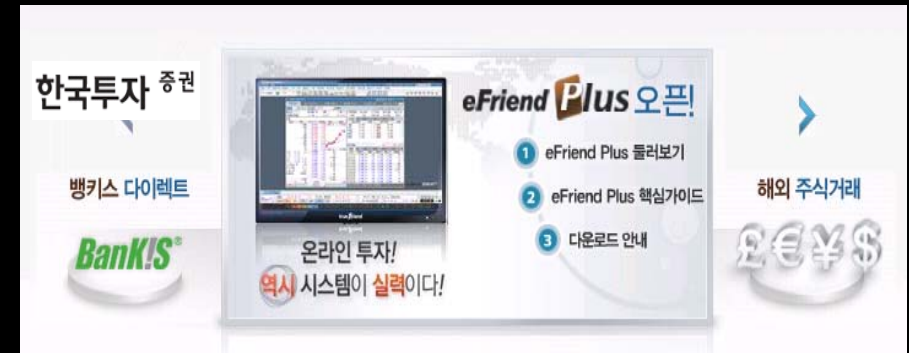 한국투자 증권
뱅키스 다이렉트
BanK!S®
eFriend Plus 오픈!
1 eFriend Plus 둘러보기
2 eFriend Plus 핵심가이드
3 다운로드 안내
온라인 투자!
역시 시스템이 실력이다!
해외 주식거래
£€¥$